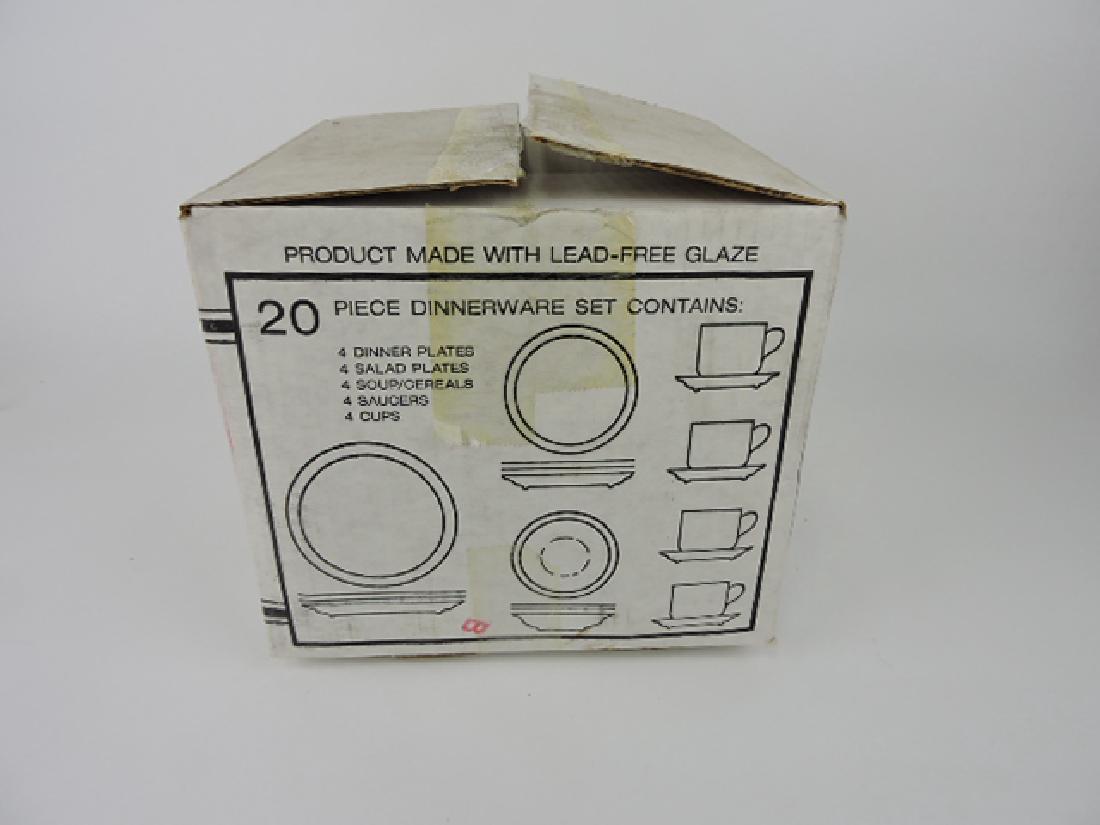 PRODUCT MADE WITH LEAD-FREE GLAZE
20 PIECE DINNERWARE SET CONTAINS:
4 DINNER PLATES
4 SALAD PLATES
4 SOUP/CEREALS
4 SAUCERS
4 CUPS